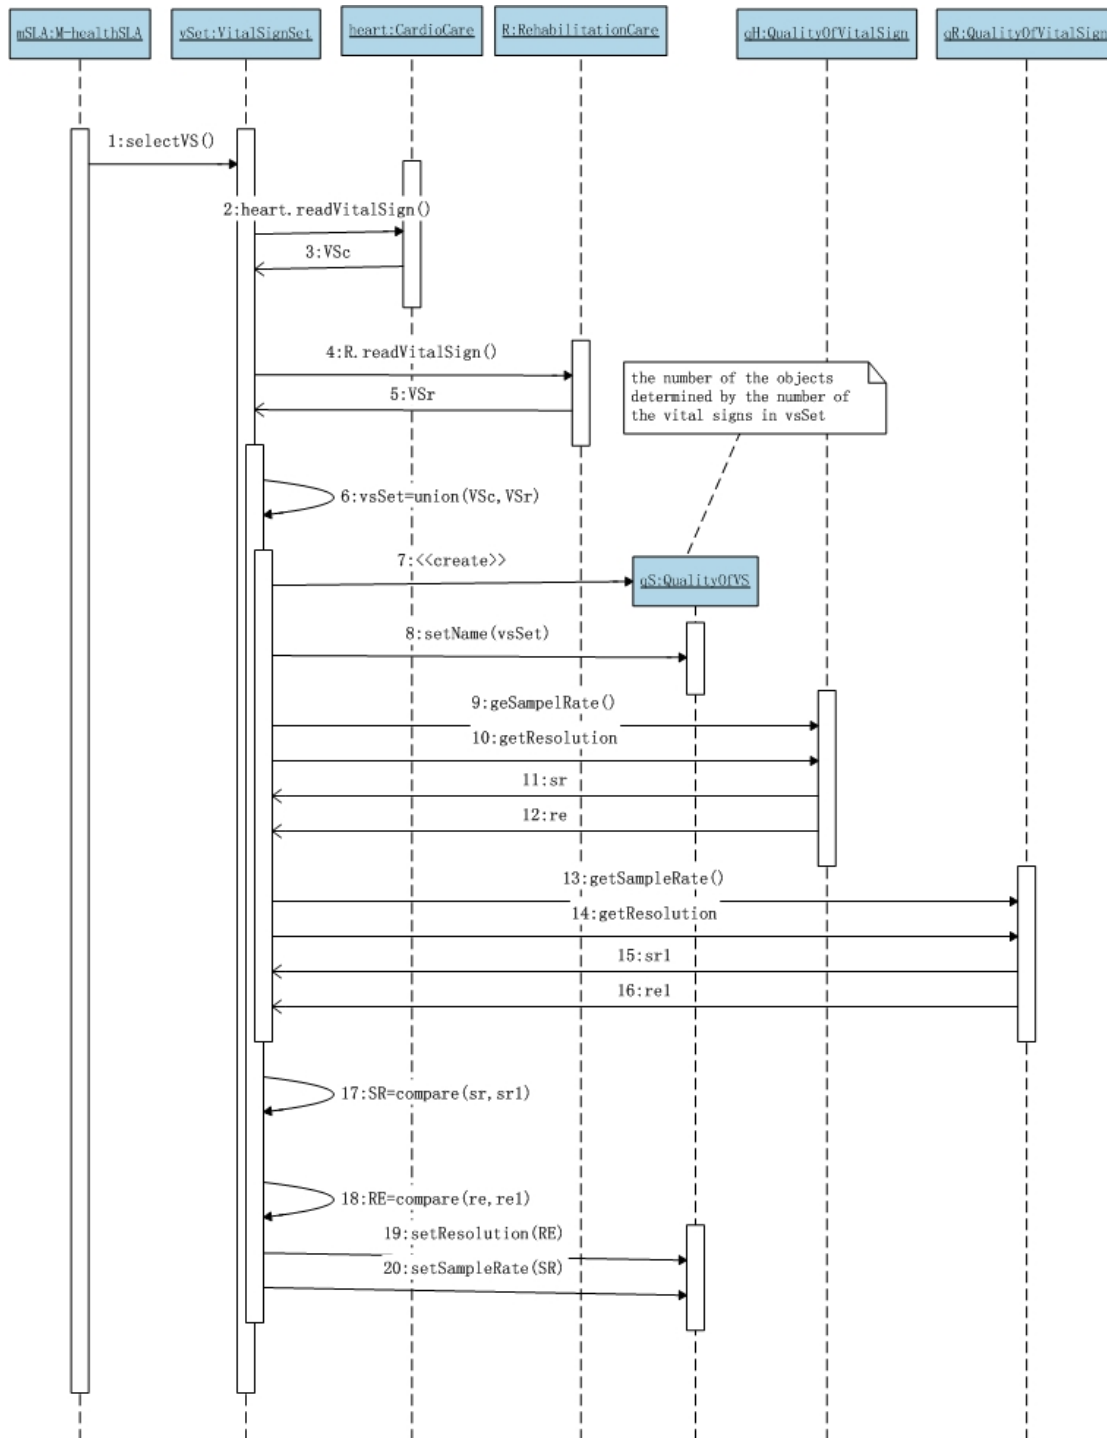 mSLA:M-healthSLA
vSet:VitalSignSet
heart:CardioCare
R:RehabilitationCare
qH:QualityOfVitalSign
qR:QualityOfVitalSign
1:selectVS()
2:heart.readVitalSign()
3:VSc
4:R.readVitalSign()
5:VSr
the number of the objects
determined by the number of
the vital signs in vsSet
6:vsSet=union(VSc,VSr)
7:<<create>>
qS:QualityOfVS
8:setName(vsSet)
9:geSampelRate()
10:getResolution
11:sr
12:re
13:getSampleRate()
14:getResolution
15:sr1
16:re1
17:SR=compare(sr,sr1)
18:RE=compare(re,re1)
19:setResolution(RE)
20:setSampleRate(SR)